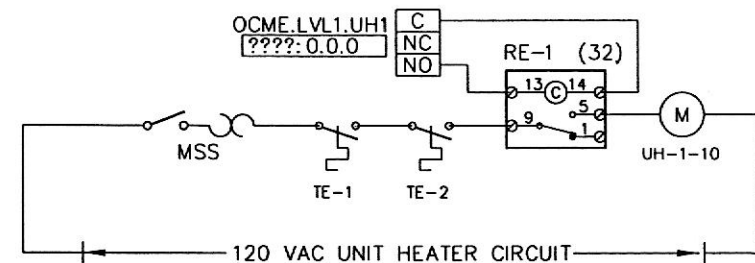 OCME.LVL1.UH1
????: 0.0.0
C
NC
NO
RE-1 (32)
13 C 14
5
9
1
M
UH-1-10
MSS
TE-1
TE-2
120 VAC UNIT HEATER CIRCUIT